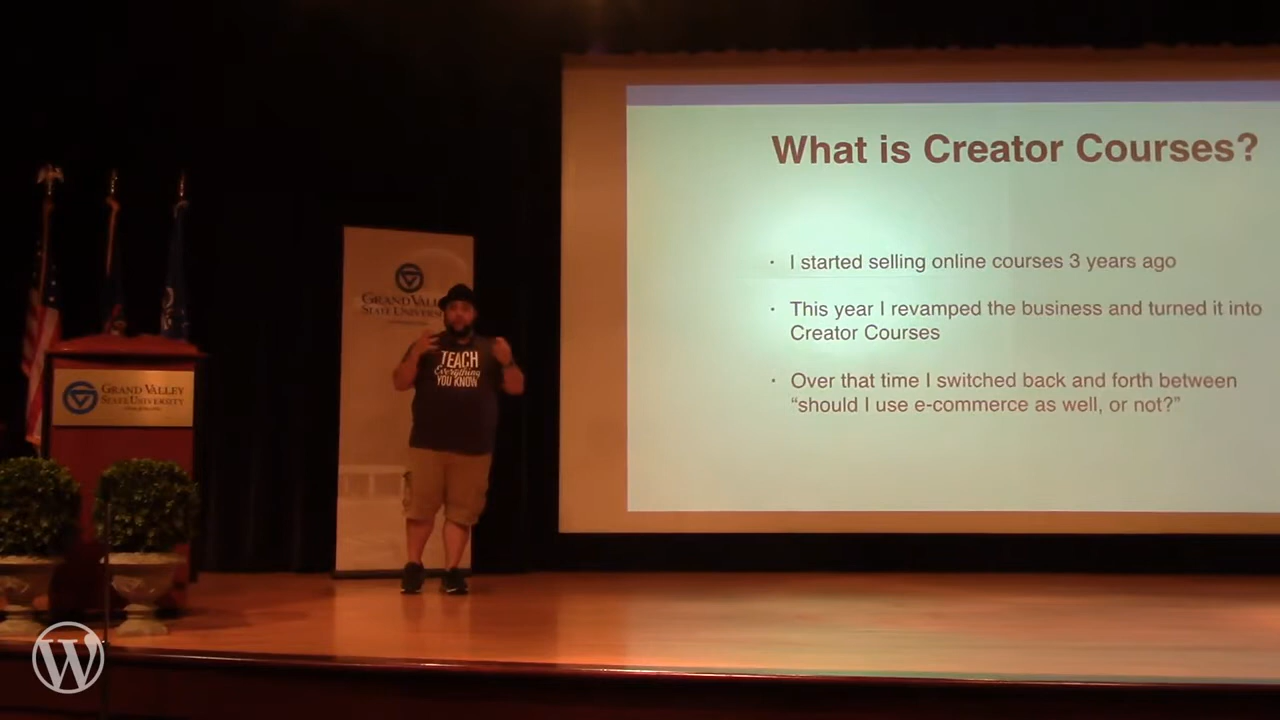 What is Creator Courses?
· I started selling online courses 3 years ago
· This year I revamped the business and turned it into
Creator Courses
· Over that time I switched back and forth between
“should I use e-commerce as well, or not?”
GRAND VALL
STATE UNIVERS
TEACH
Everything
YOU KNOW
GRAND VALLEY
STATE UNIVERSITY
W